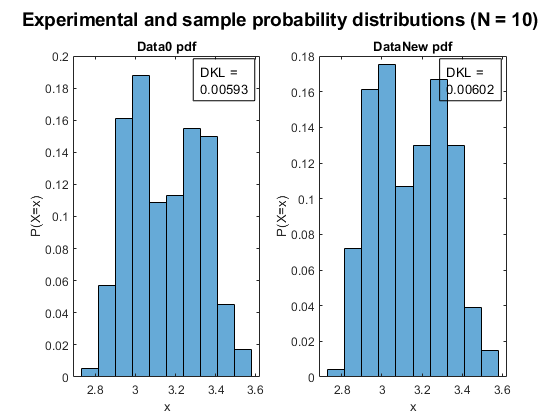 Experimental and sample probability distributions (N = 10)
Data0 pdf
DKL =
0.00593
0.2
0.18
0.16
0.14
0.12
0.1
0.08
0.06
0.04
0.02
0
P(X=x)
2.8 3 3.2 3.4 3.6
x
DataNew pdf
DKL =
0.00602
0.18
0.16
0.14
0.12
0.1
0.08
0.06
0.04
0.02
0
P(X=x)
2.8 3 3.2 3.4 3.6
x